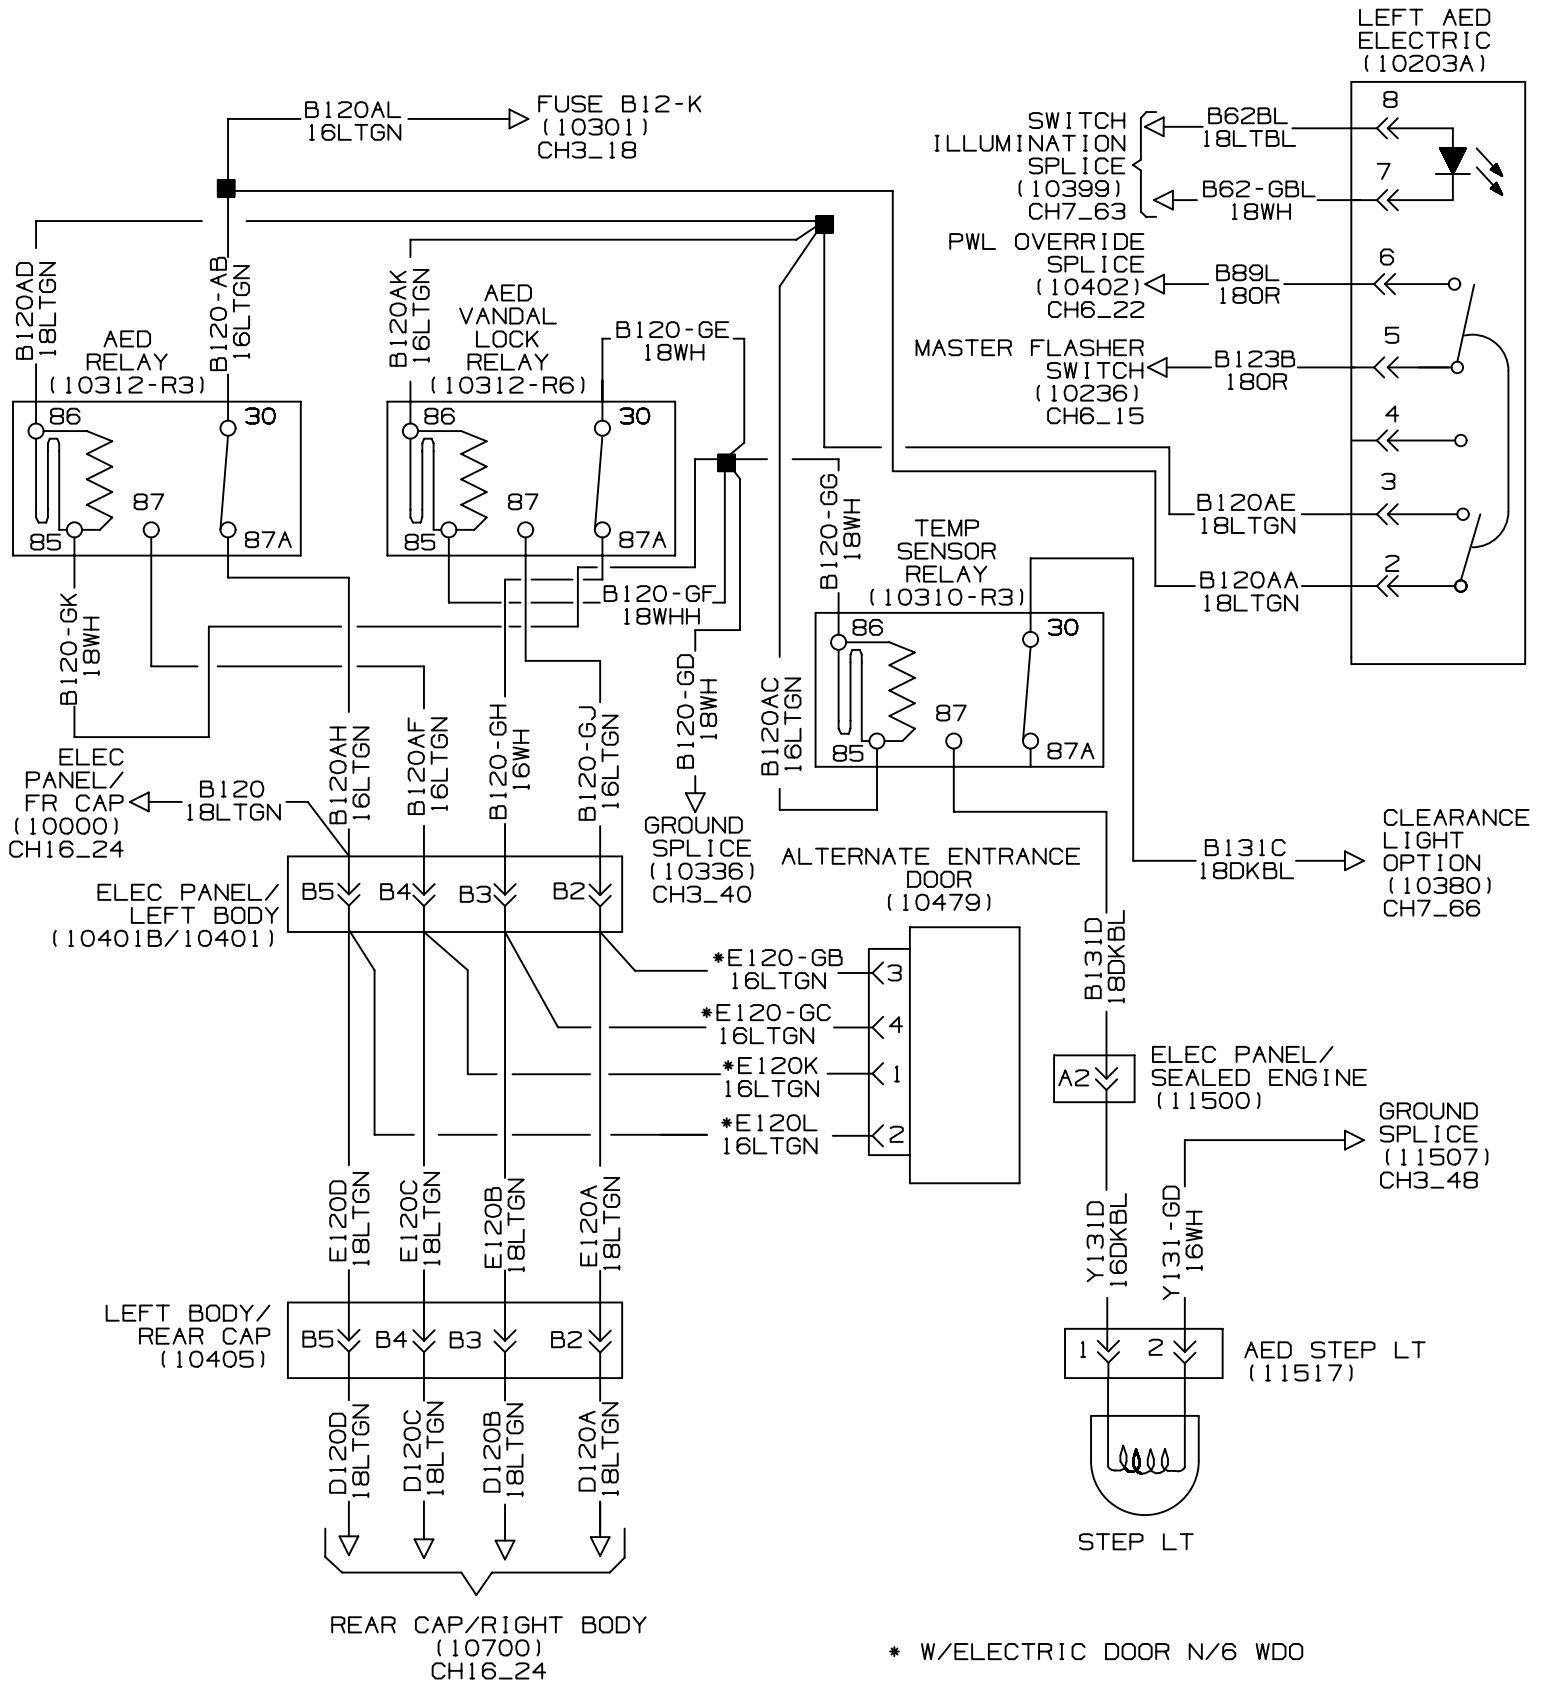 LEFT AED
ELECTRIC
(10203A)
B120AL
16LTGN
FUSE B12-K
(10301)
CH3_18
SWITCH
ILLUMINATION
SPLICE
(10399)
CH7_63
B62BL
18LTBL
8
B62-GBL
18WH
7
PWL OVERRIDE
SPLICE
(10402)
CH6_22
B89L
18OR
6
MASTER FLASHER
SWITCH
(10236)
CH6_15
B123B
18OR
5
4
3
B120AE
18LTGN
2
B120AA
18LTGN
B120AD
18LTGN
B120-AB
16LTGN
AED
RELAY
(10312-R3)
86
30
87
85
87A
B120AK
16LTGN
AED
VANDAL
LOCK
RELAY
(10312-R6)
B120-GE
18WH
86
30
87
85
87A
B120-GF
18WHH
B120-GG
18WH
TEMP
SENSOR
RELAY
(10310-R3)
86
30
87
85
87A
B120-GK
18WH
B120-GD
18WH
B120AC
16LTGN
B120AH
16LTGN
B120AF
16LTGN
B120-GH
16WH
B120-GJ
16LTGN
ELEC
PANEL/
FR CAP
(10000)
CH16_24
B120
18LTGN
GROUND
SPLICE
(10336)
CH3_40
B131C
18DKBL
CLEARANCE
LIGHT
OPTION
(10380)
CH7_66
ELEC PANEL/
LEFT BODY
(10401B/10401)
B5
B4
B3
B2
ALTERNATE ENTRANCE
DOOR
(10479)
*E120-GB
16LTGN
3
*E120-GC
16LTGN
4
*E120K
16LTGN
1
*E120L
16LTGN
2
B131D
18DKBL
A2
ELEC PANEL/
SEALED ENGINE
(11500)
GROUND
SPLICE
(11507)
CH3_48
E120D
18LTGN
E120C
18LTGN
E120B
18LTGN
E120A
18LTGN
Y131D
16DKBL
Y131-GD
16WH
LEFT BODY/
REAR CAP
(10405)
B5
B4
B3
B2
1
2
AED STEP LT
(11517)
D120D
18LTGN
D120C
18LTGN
D120B
18LTGN
D120A
18LTGN
STEP LT
REAR CAP/RIGHT BODY
(10700)
CH16_24
* W/ELECTRIC DOOR N/6 WDO